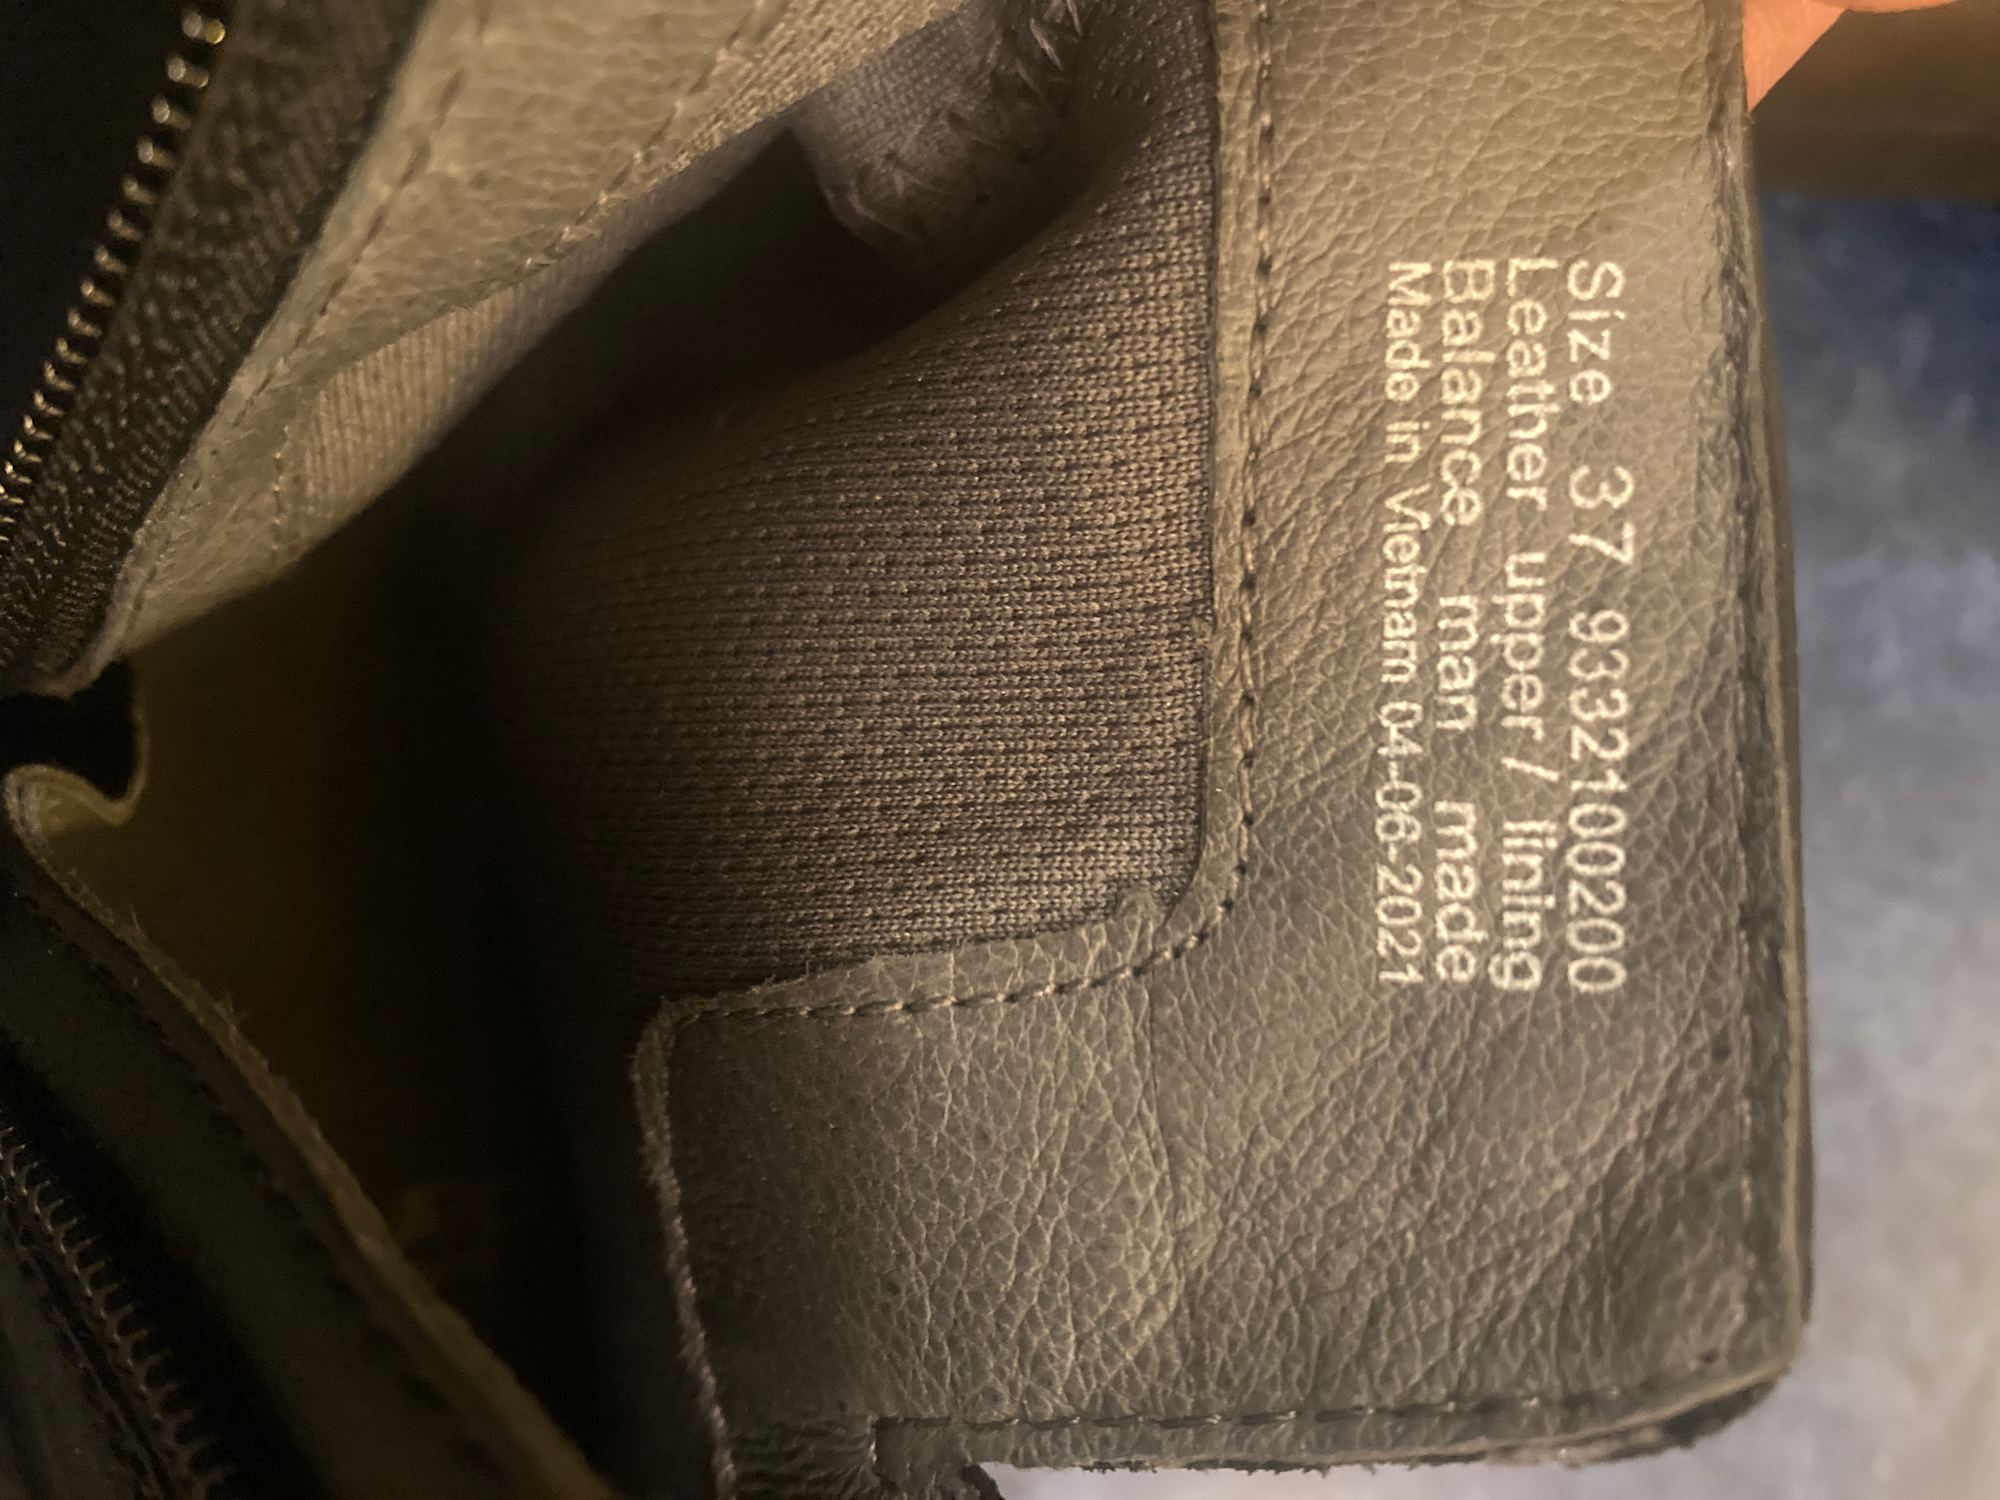 Size 37 9332100200
Leather upper / lining
Balance man made
Made in Vietnam 04-06-2021